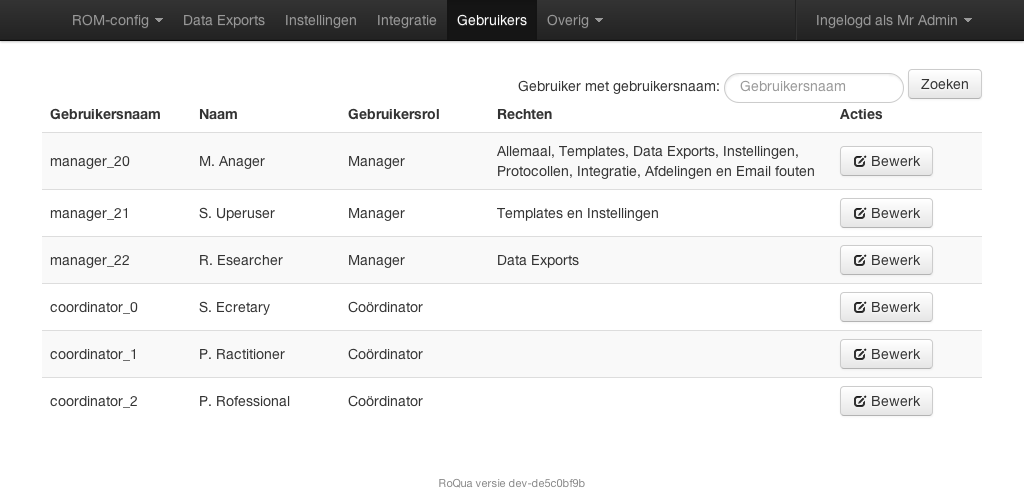 ROM-config Data Exports Instellingen Integratie Gebruikers Overig Ingelogd als Mr Admin
Gebruiker met gebruikersnaam: Gebruikersnaam Zoeken
Gebruikersnaam Naam Gebruikersrol Rechten Acties
manager_20 M. Anager Manager Allemaal, Templates, Data Exports, Instellingen,
Protocollen, Integratie, Afdelingen en Email fouten Bewerk
manager_21 S. Uperuser Manager Templates en Instellingen Bewerk
manager_22 R. Esearcher Manager Data Exports Bewerk
coordinator_0 S. Ecretary Coördinator Bewerk
coordinator_1 P. Ractitioner Coördinator Bewerk
coordinator_2 P. Rofessional Coördinator Bewerk
RoQua versie dev-de5c0bf9b